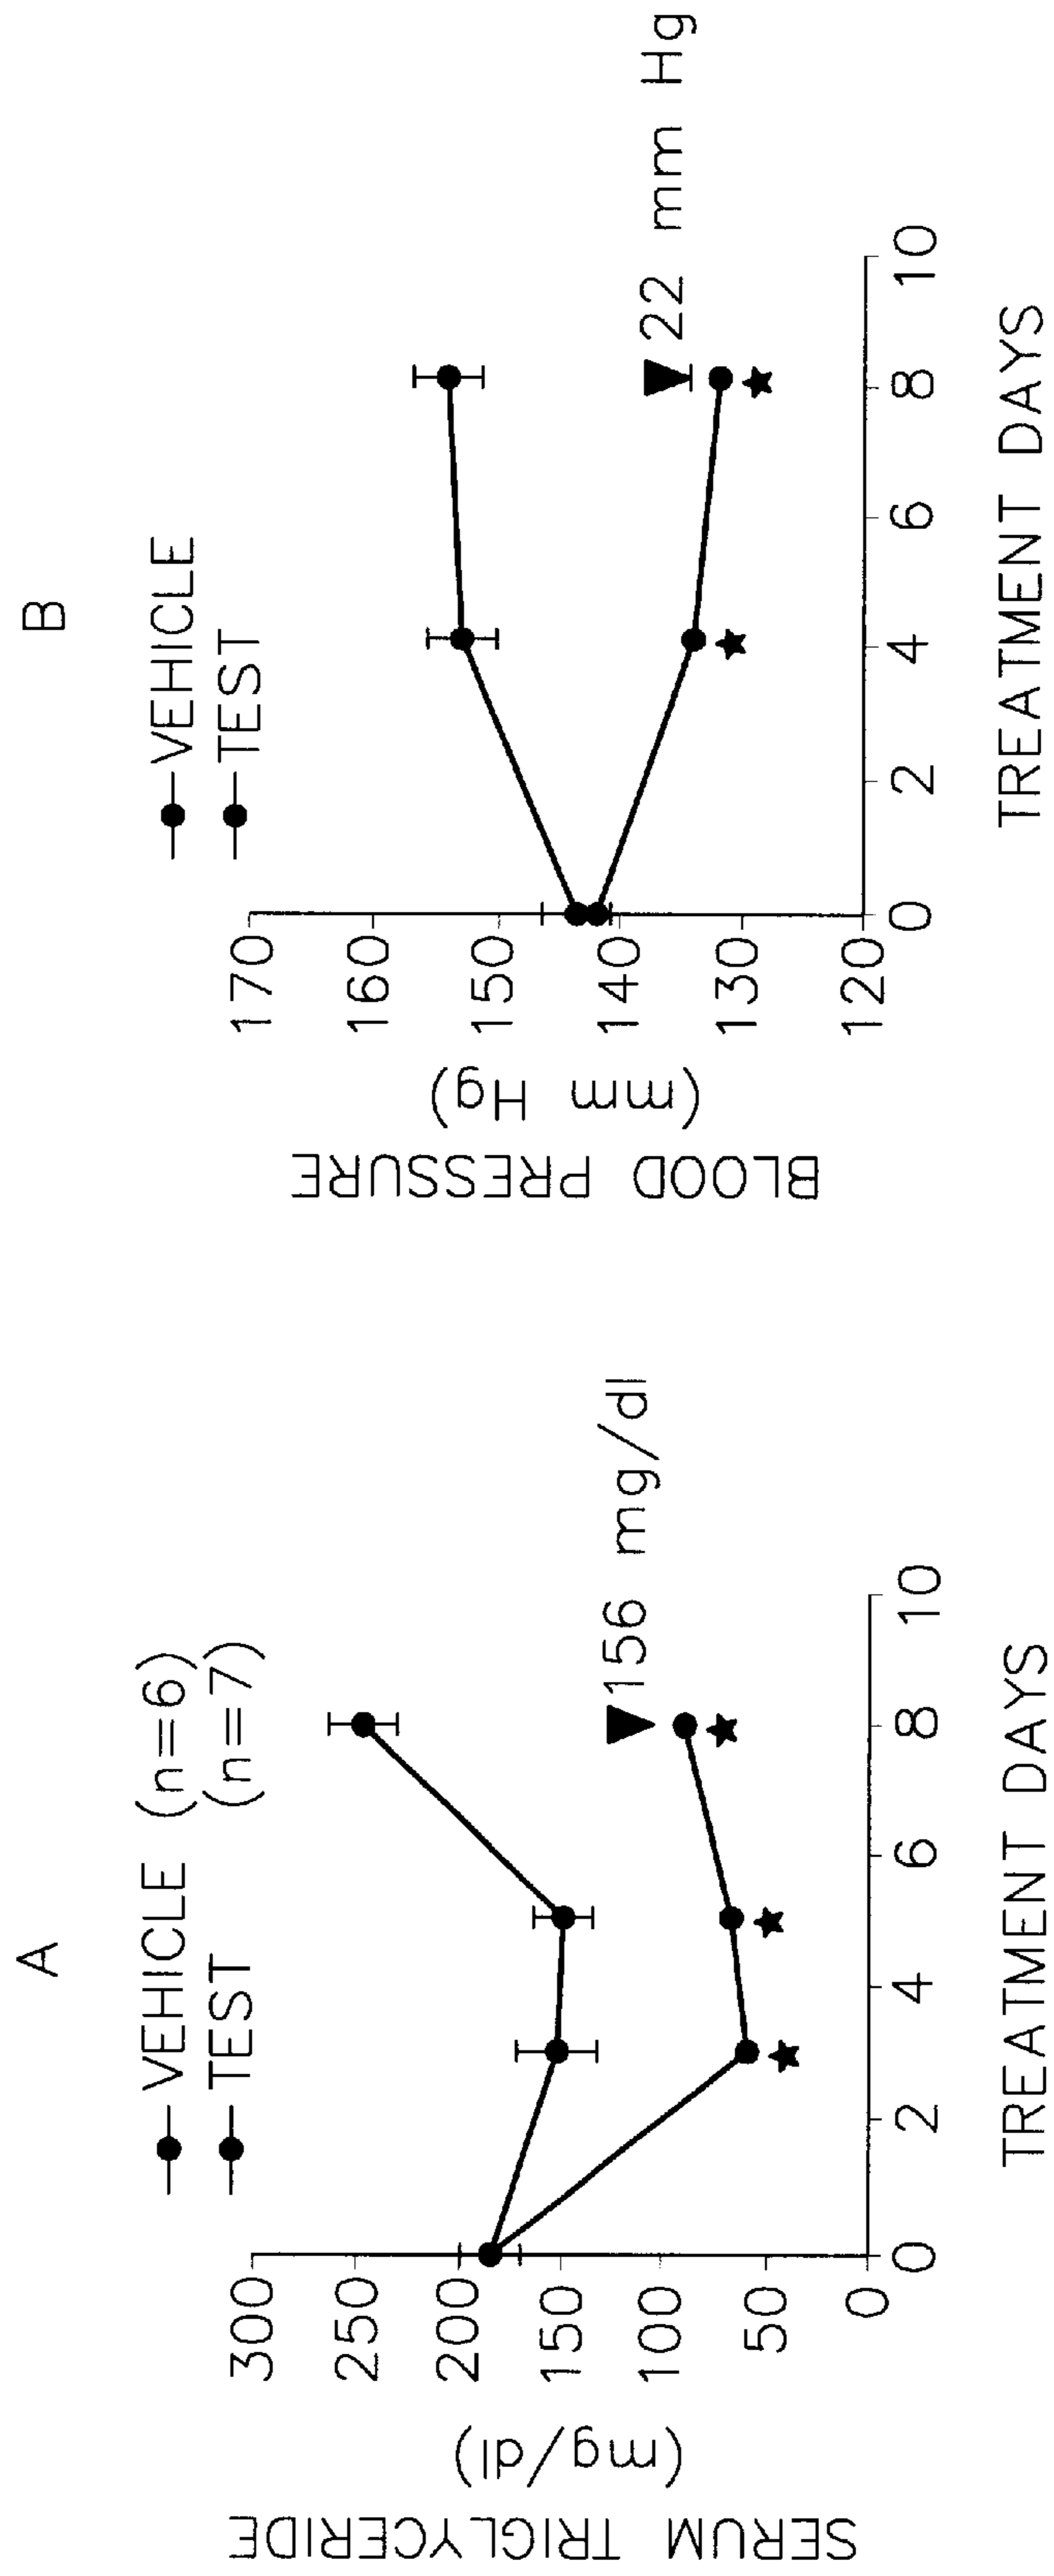 A
VEHICLE (n=6)
TEST (n=7)
300
250
200
150
100
50
0
SERUM TRIGLYCERIDE
(mg/dl)
156 mg/dl
0 2 4 6 8 10
TREATMENT DAYS
B
VEHICLE
TEST
170
160
150
140
130
120
BLOOD PRESSURE
(mm Hg)
22 mm Hg
0 2 4 6 8 10
TREATMENT DAYS